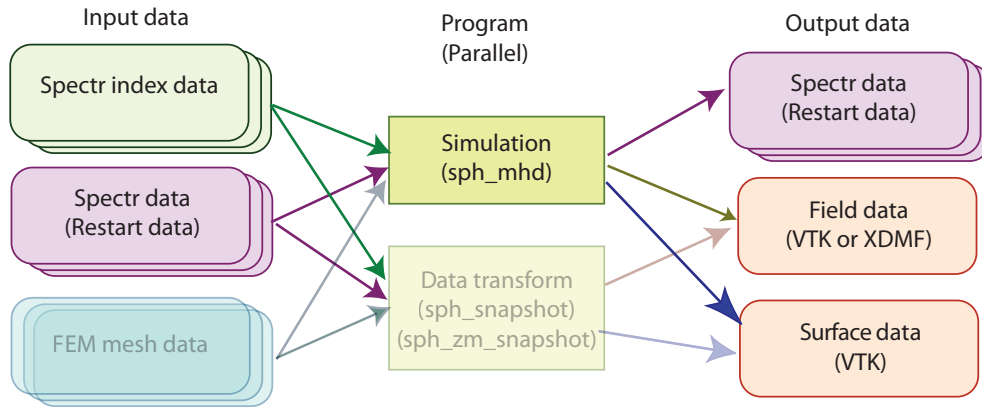 Input data
Program
(Parallel)
Output data
Spectr index data
Spectr data
(Restart data)
FEM mesh data
Simulation
(sph_mhd)
Data transform
(sph_snapshot)
(sph_zm_snapshot)
Spectr data
(Restart data)
Field data
(VTK or XDMF)
Surface data
(VTK)